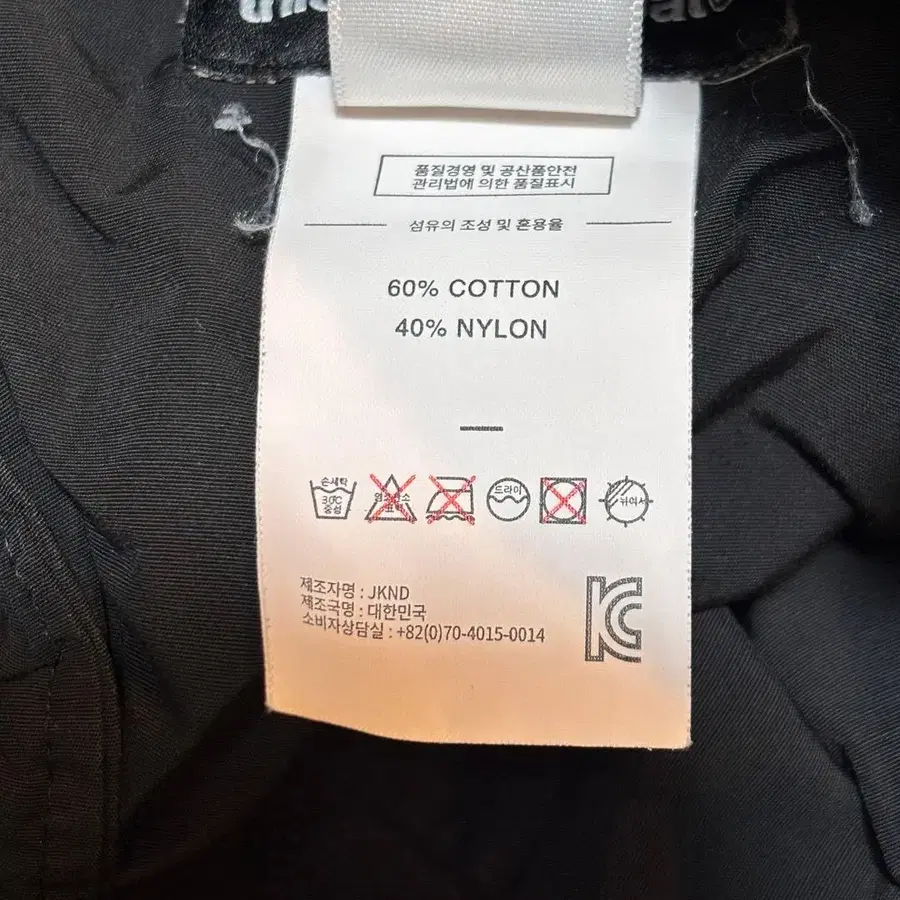 품질경영 및 공산품안전
관리법에 의한 품질표시
섬유의 조성 및 혼용율
60% COTTON
40% NYLON
손세탁
30℃
중성
드라이
뉘어서
제조자명 : JKND
제조국명 : 대한민국
소비자상담실 : +82(0)70-4015-0014